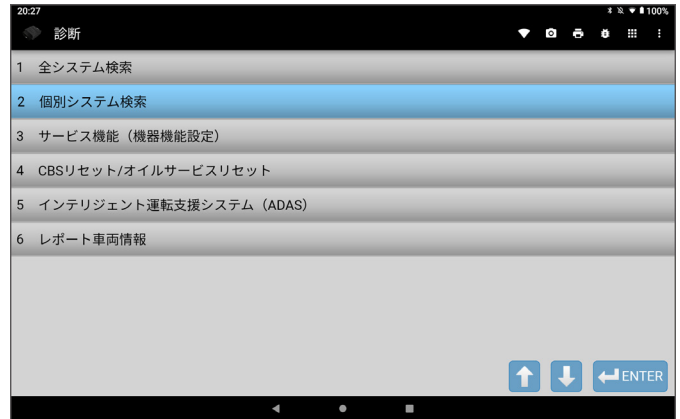 20:27
100%
診断
1 全システム検索
2 個別システム検索
3 サービス機能（機器機能設定）
4 CBSリセット/オイルサービスリセット
5 インテリジェント運転支援システム（ADAS）
6 レポート車両情報
ENTER